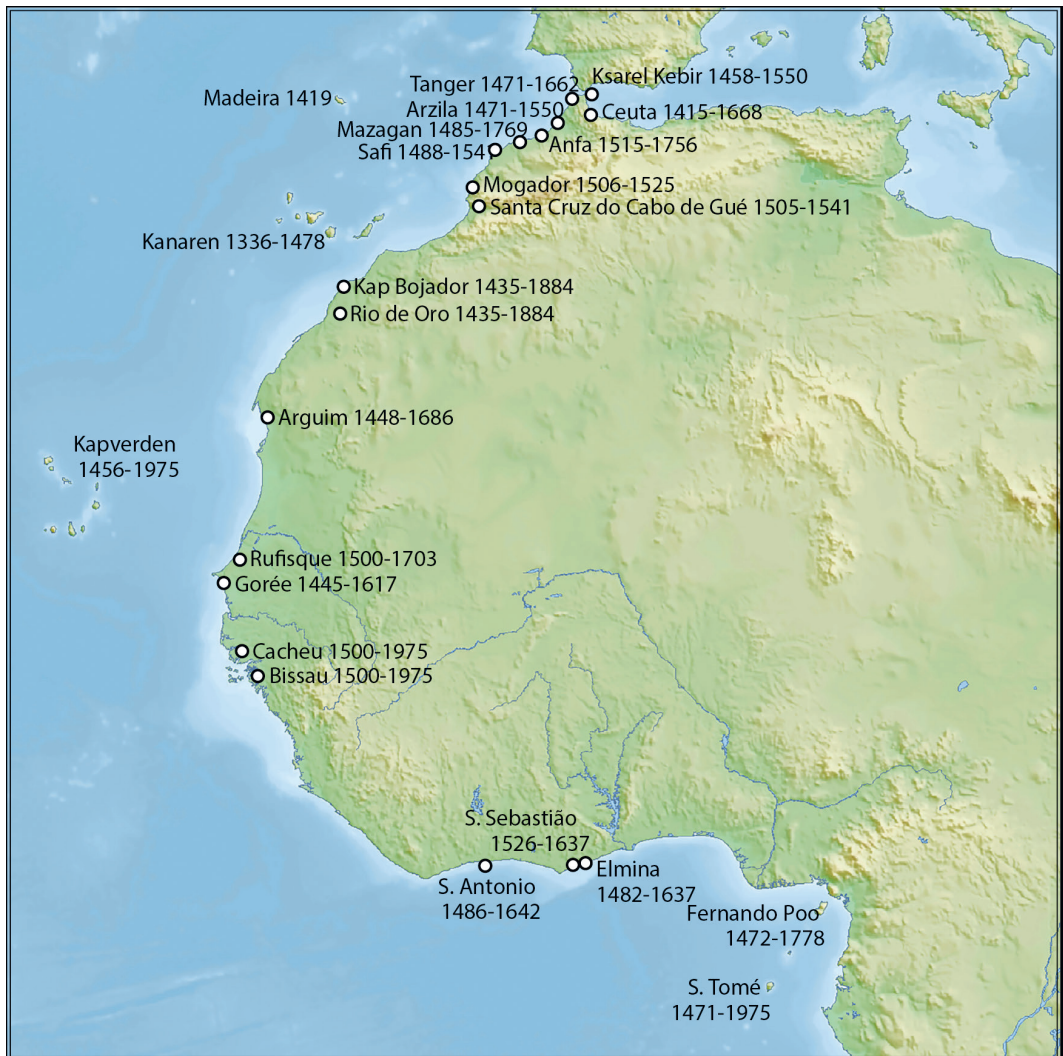 Ksarel Kebir 1458-1550
Tanger 1471-1662
Madeira 1419
Arzila 1471-1550
Ceuta 1415-1668
Mazagan 1485-1769
Anfa 1515-1756
Safi 1488-1541
Mogador 1506-1525
Santa Cruz do Cabo de Gué 1505-1541
Kanaren 1336-1478
Kap Bojador 1435-1884
Rio de Oro 1435-1884
Arguim 1448-1686
Kapverden
1456-1975
Rufisque 1500-1703
Gorée 1445-1617
Cacheu 1500-1975
Bissau 1500-1975
S. Sebastião
1526-1637
Elmina
1482-1637
S. Antonio
1486-1642
Fernando Poo
1472-1778
S. Tomé
1471-1975